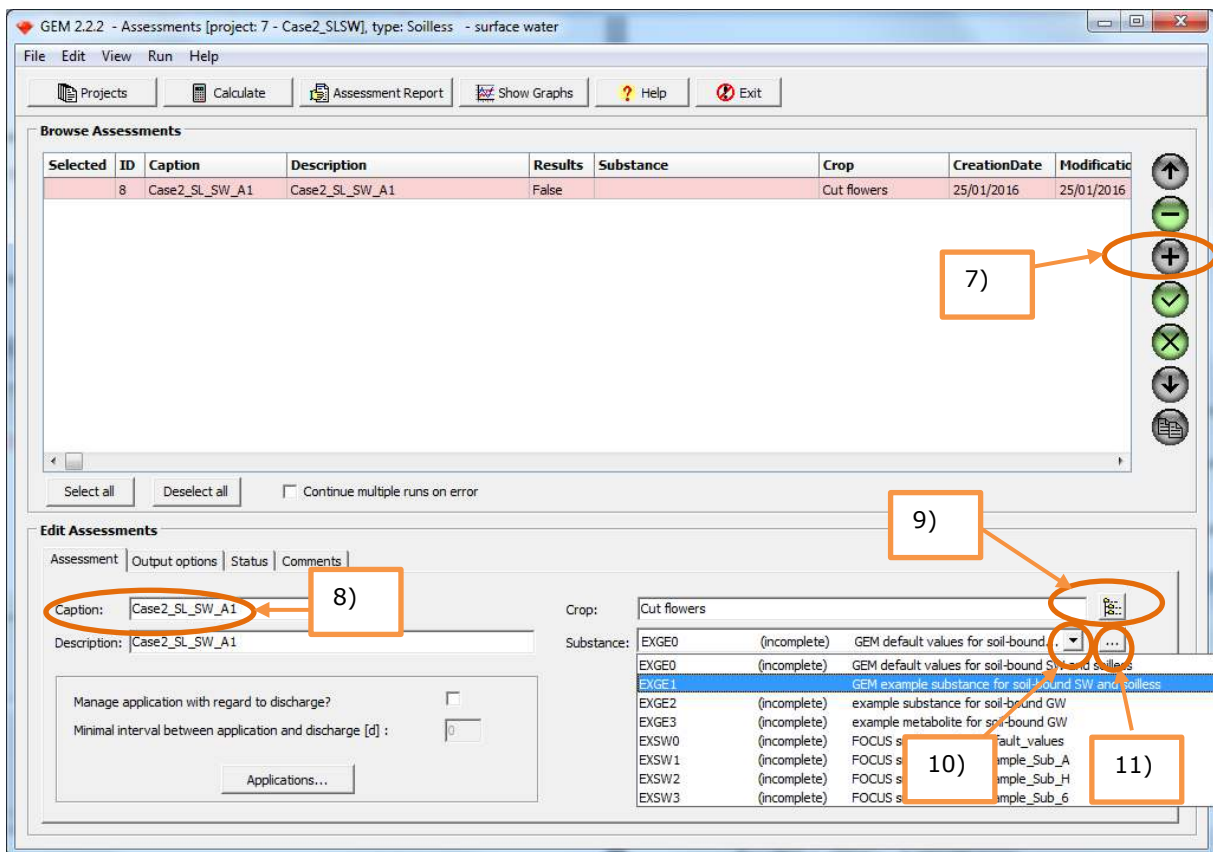 GEM 2.2.2 - Assessments [project: 7 - Case2_SLSW], type: Soilless - surface water
File Edit View Run Help
Projects Calculate Assessment Report Show Graphs ? Help Exit
Browse Assessments
Selected ID Caption Description Results Substance Crop CreationDate Modificatic
8 Case2_SL_SW_A1 Case2_SL_SW_A1 False Cut flowers 25/01/2016 25/01/2016
7)
Select all Deselect all Continue multiple runs on error
9)
Edit Assessments
Assessment Output options Status Comments
8)
Caption: Case2_SL_SW_A1 Crop: Cut flowers
Description: Case2_SL_SW_A1 Substance: EXGE0 (incomplete) GEM default values for soil-bound... ...
EXGE0 (incomplete) GEM default values for soil-bound SW and soilless
EXGE1 GEM example substance for soil-bound SW and soilless
Manage application with regard to discharge? EXGE2 (incomplete) example substance for soil-bound GW
Minimal interval between application and discharge [d] : 0 EXGE3 (incomplete) example metabolite for soil-bound GW
EXSW0 (incomplete) FOCUS s fault_values
EXSW1 (incomplete) FOCUS s ample_Sub_A
10) 11)
Applications... EXSW2 (incomplete) FOCUS s ample_Sub_H
EXSW3 (incomplete) FOCUS s ample_Sub_6